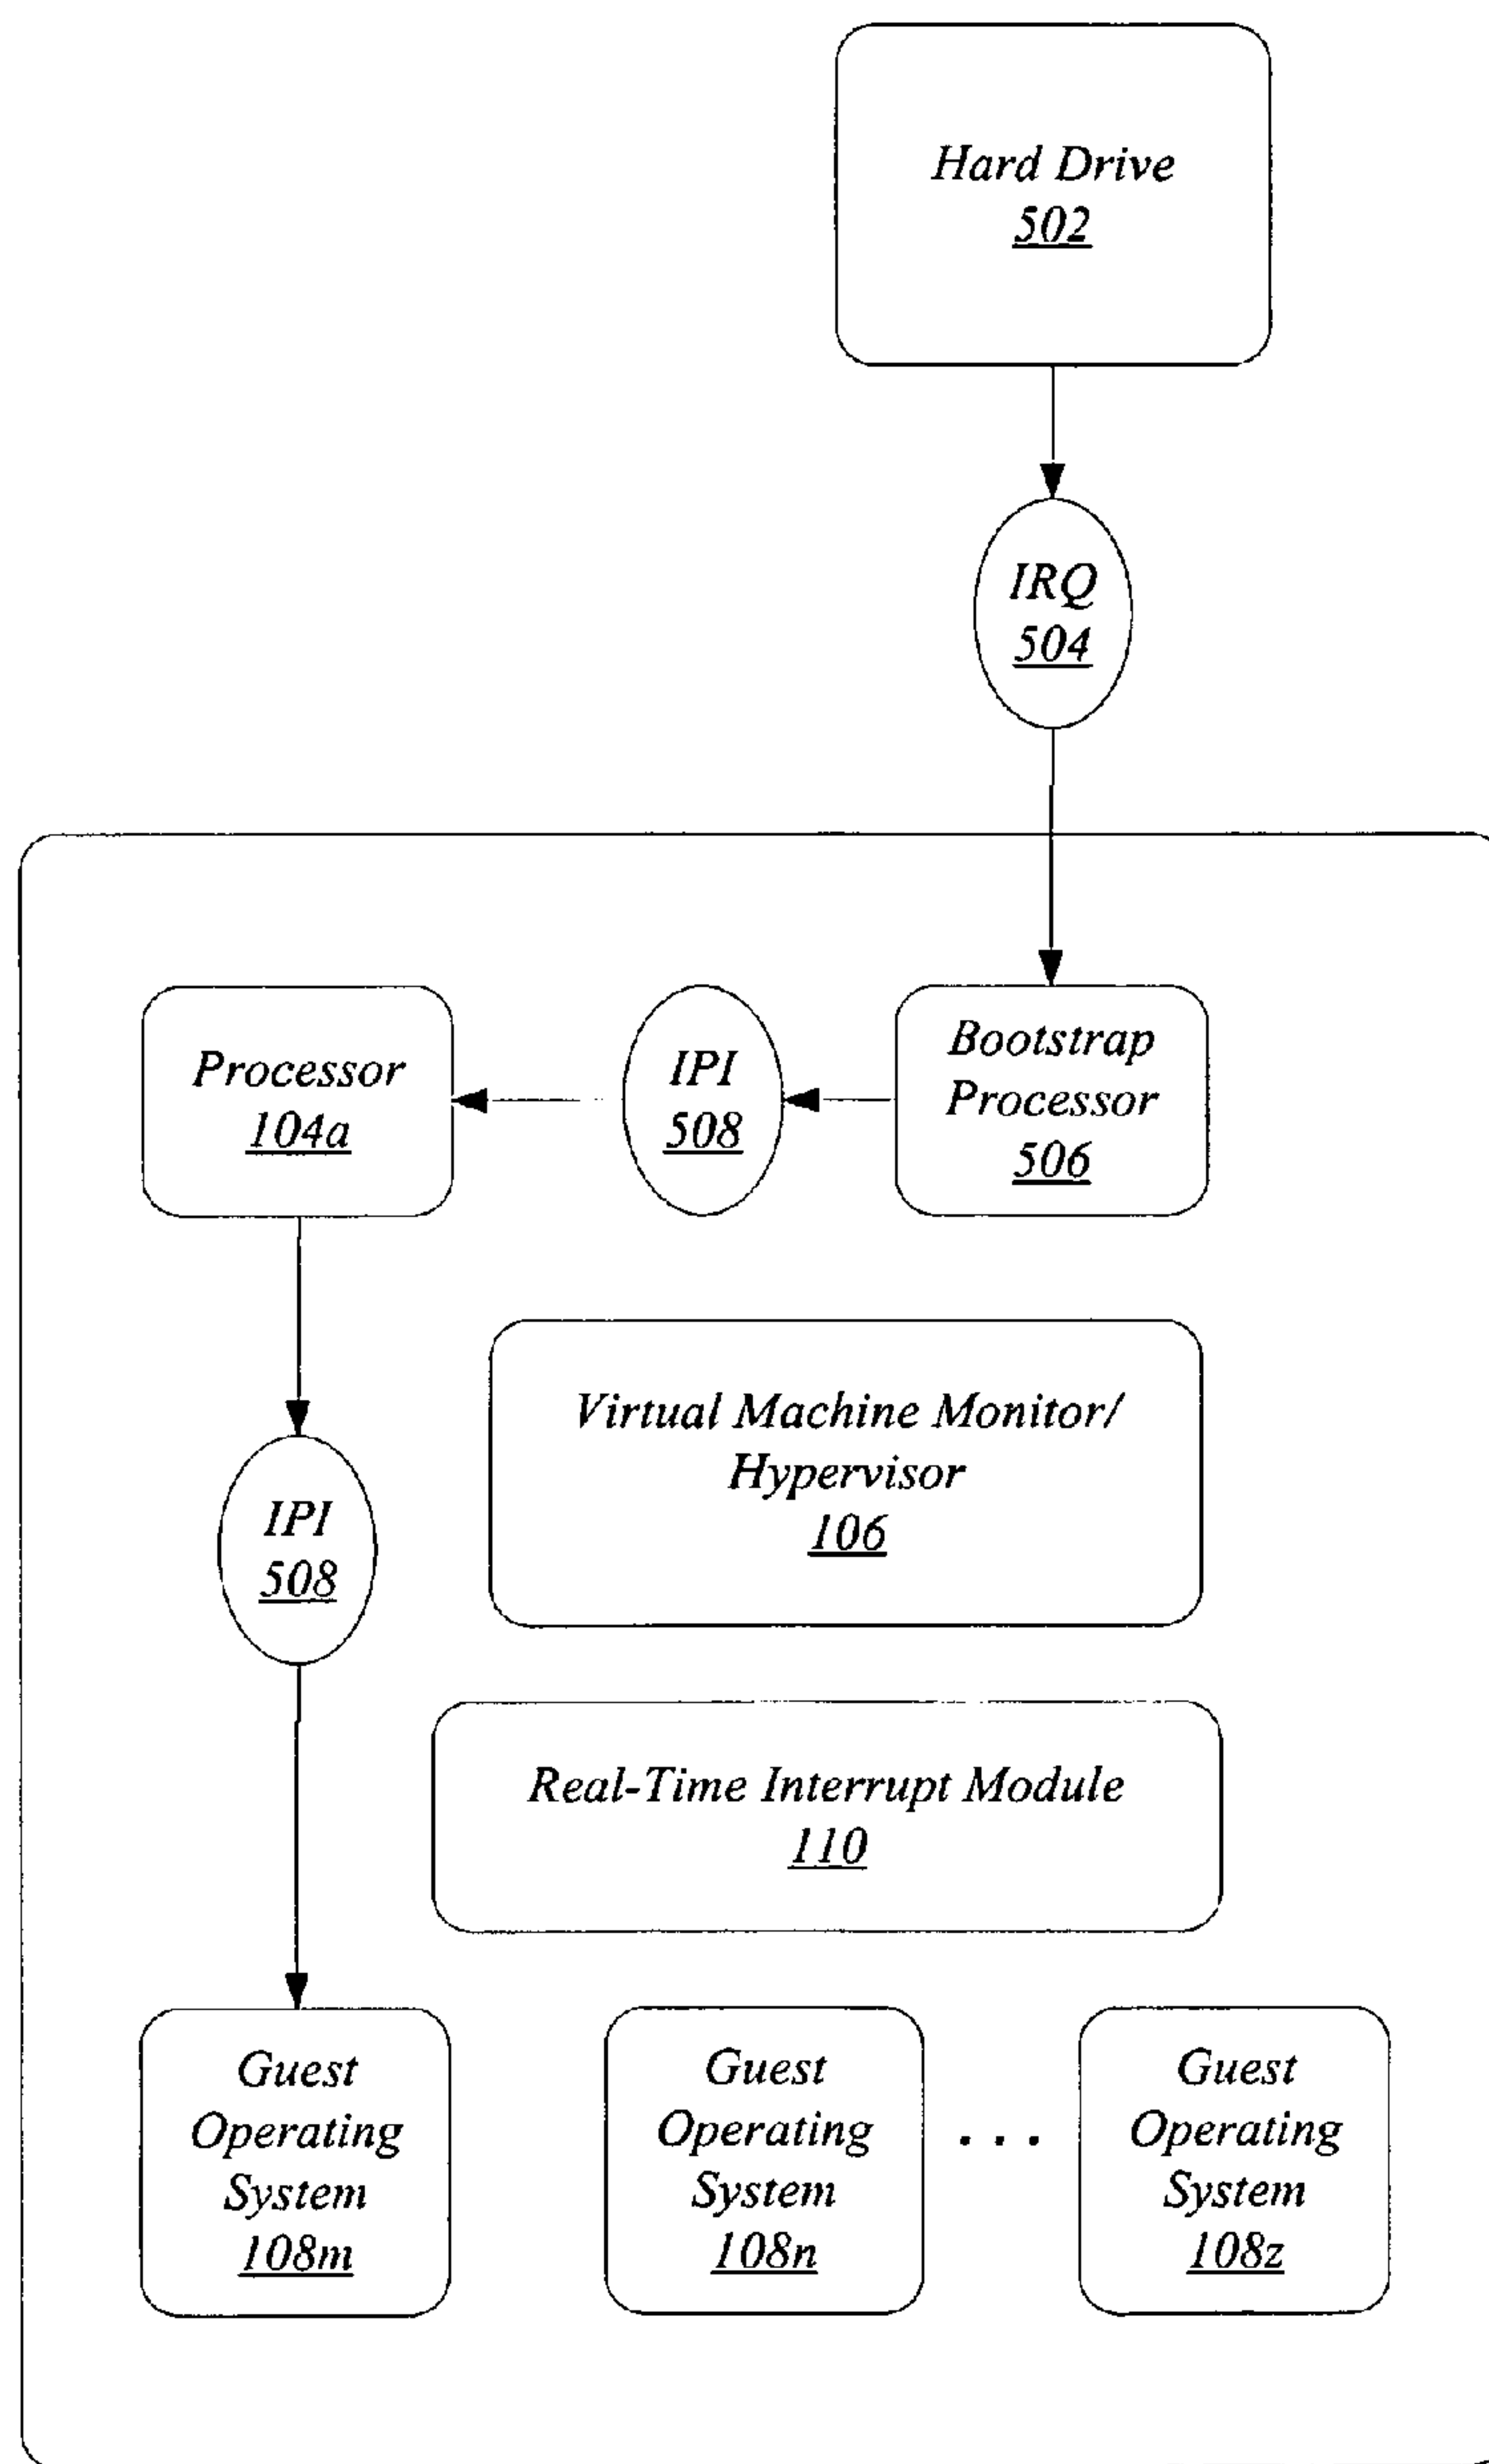 Hard Drive
502
IRQ
504
Processor
104a
IPI
508
Bootstrap
Processor
506
Virtual Machine Monitor/
Hypervisor
106
IPI
508
Real-Time Interrupt Module
110
Guest
Operating
System
108m
Guest
Operating
System
108n
. . .
Guest
Operating
System
108z